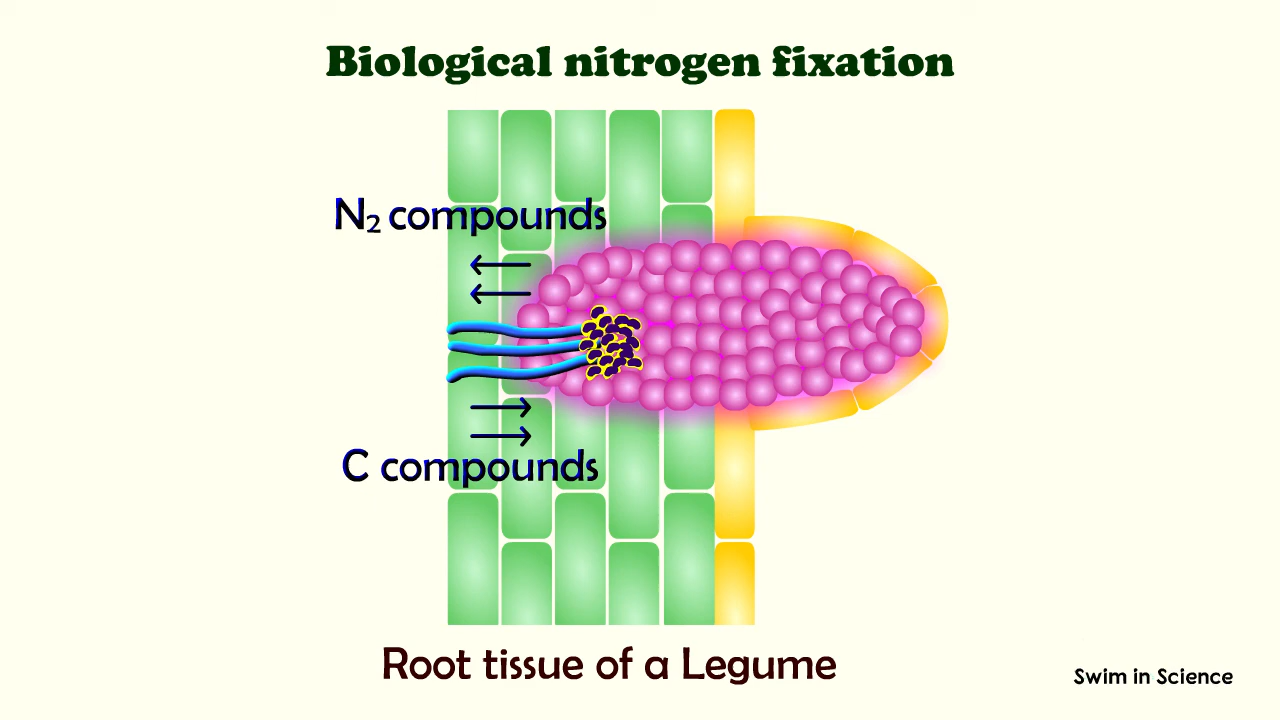 Biological nitrogen fixation
N₂ compounds
C compounds
Root tissue of a Legume
Swim in Science